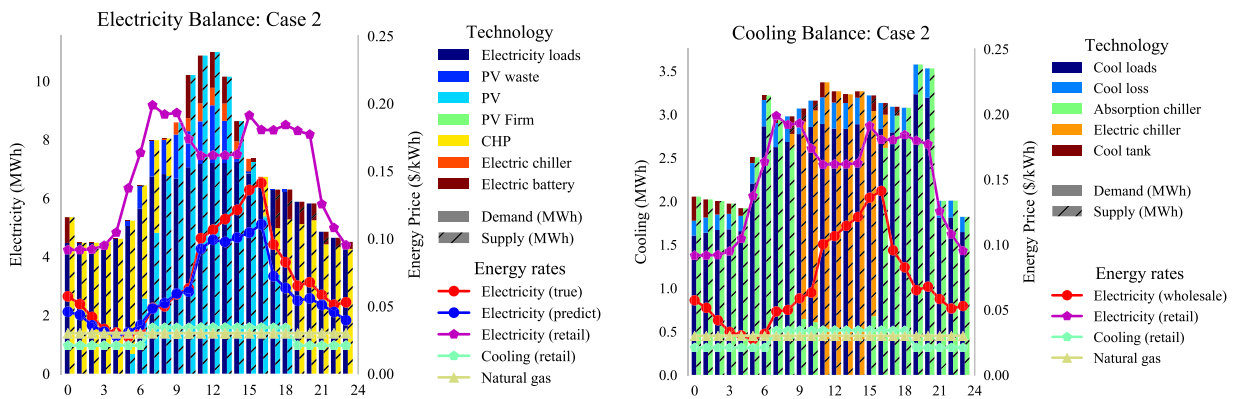 Electricity Balance: Case 2
Electricity (MWh)
0
2
4
6
8
10
0 3 6 9 12 15 18 21 24
0.00
0.05
0.10
0.15
0.20
0.25
Energy Price ($/kWh)
Technology
Electricity loads
PV waste
PV
PV Firm
CHP
Electric chiller
Electric battery
Demand (MWh)
Supply (MWh)
Energy rates
Electricity (true)
Electricity (predict)
Electricity (retail)
Cooling (retail)
Natural gas
Cooling Balance: Case 2
Cooling (MWh)
0.0
0.5
1.0
1.5
2.0
2.5
3.0
3.5
0 3 6 9 12 15 18 21 24
0.00
0.05
0.10
0.15
0.20
0.25
Energy Price ($/kWh)
Technology
Cool loads
Cool loss
Absorption chiller
Electric chiller
Cool tank
Demand (MWh)
Supply (MWh)
Energy rates
Electricity (wholesale)
Electricity (retail)
Cooling (retail)
Natural gas